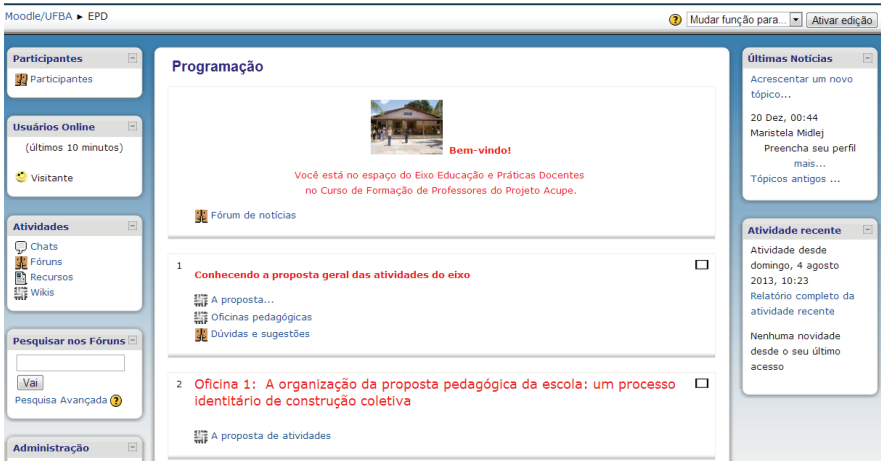 Moodle/UFBA ► EPD
Mudar função para...
Ativar edição
Participantes
Participantes
Usuários Online
(últimos 10 minutos)
Visitante
Atividades
Chats
Fóruns
Recursos
Wikis
Pesquisar nos Fóruns
Vai
Pesquisa Avançada
Administração
Programação
Bem-vindo!
Você está no espaço do Eixo Educação e Práticas Docentes
no Curso de Formação de Professores do Projeto Acupe.
Fórum de notícias
1
Conhecendo a proposta geral das atividades do eixo
A proposta...
Oficinas pedagógicas
Dúvidas e sugestões
2 Oficina 1: A organização da proposta pedagógica da escola: um processo
identitário de construção coletiva
A proposta de atividades
Últimas Notícias
Acrescentar um novo
tópico...
20 Dez, 00:44
Maristela Midlej
Preencha seu perfil
mais...
Tópicos antigos ...
Atividade recente
Atividade desde
domingo, 4 agosto
2013, 10:23
Relatório completo da
atividade recente
Nenhuma novidade
desde o seu último
acesso